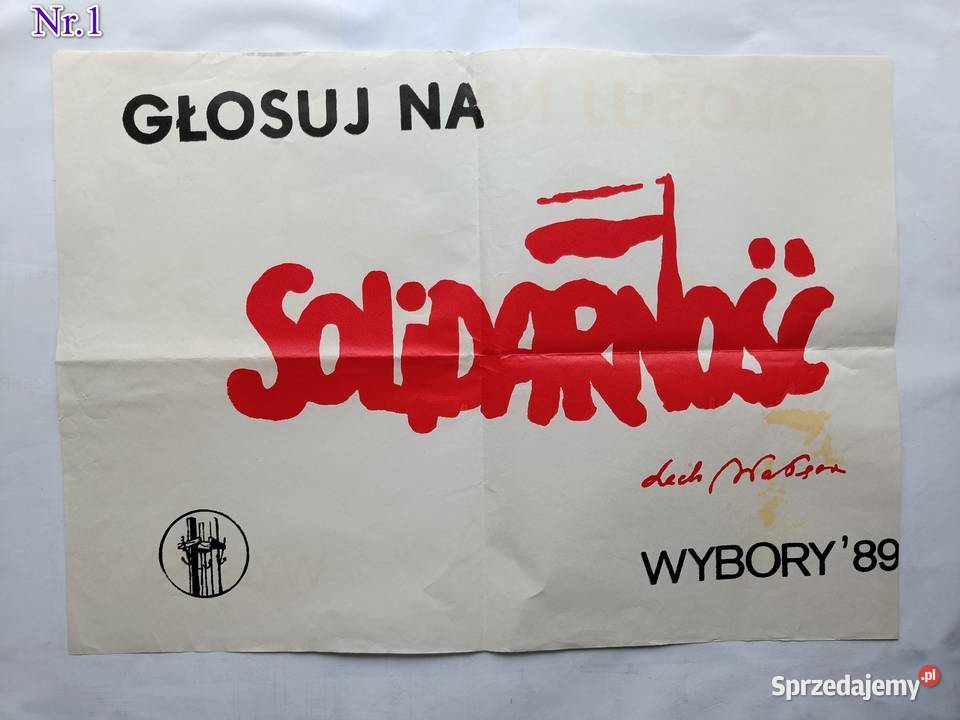 Nr.1
GŁOSUJ NA
SOLIDARNOŚĆ
Lech Wałęsa
WYBORY '89
Sprzedajemy.pl